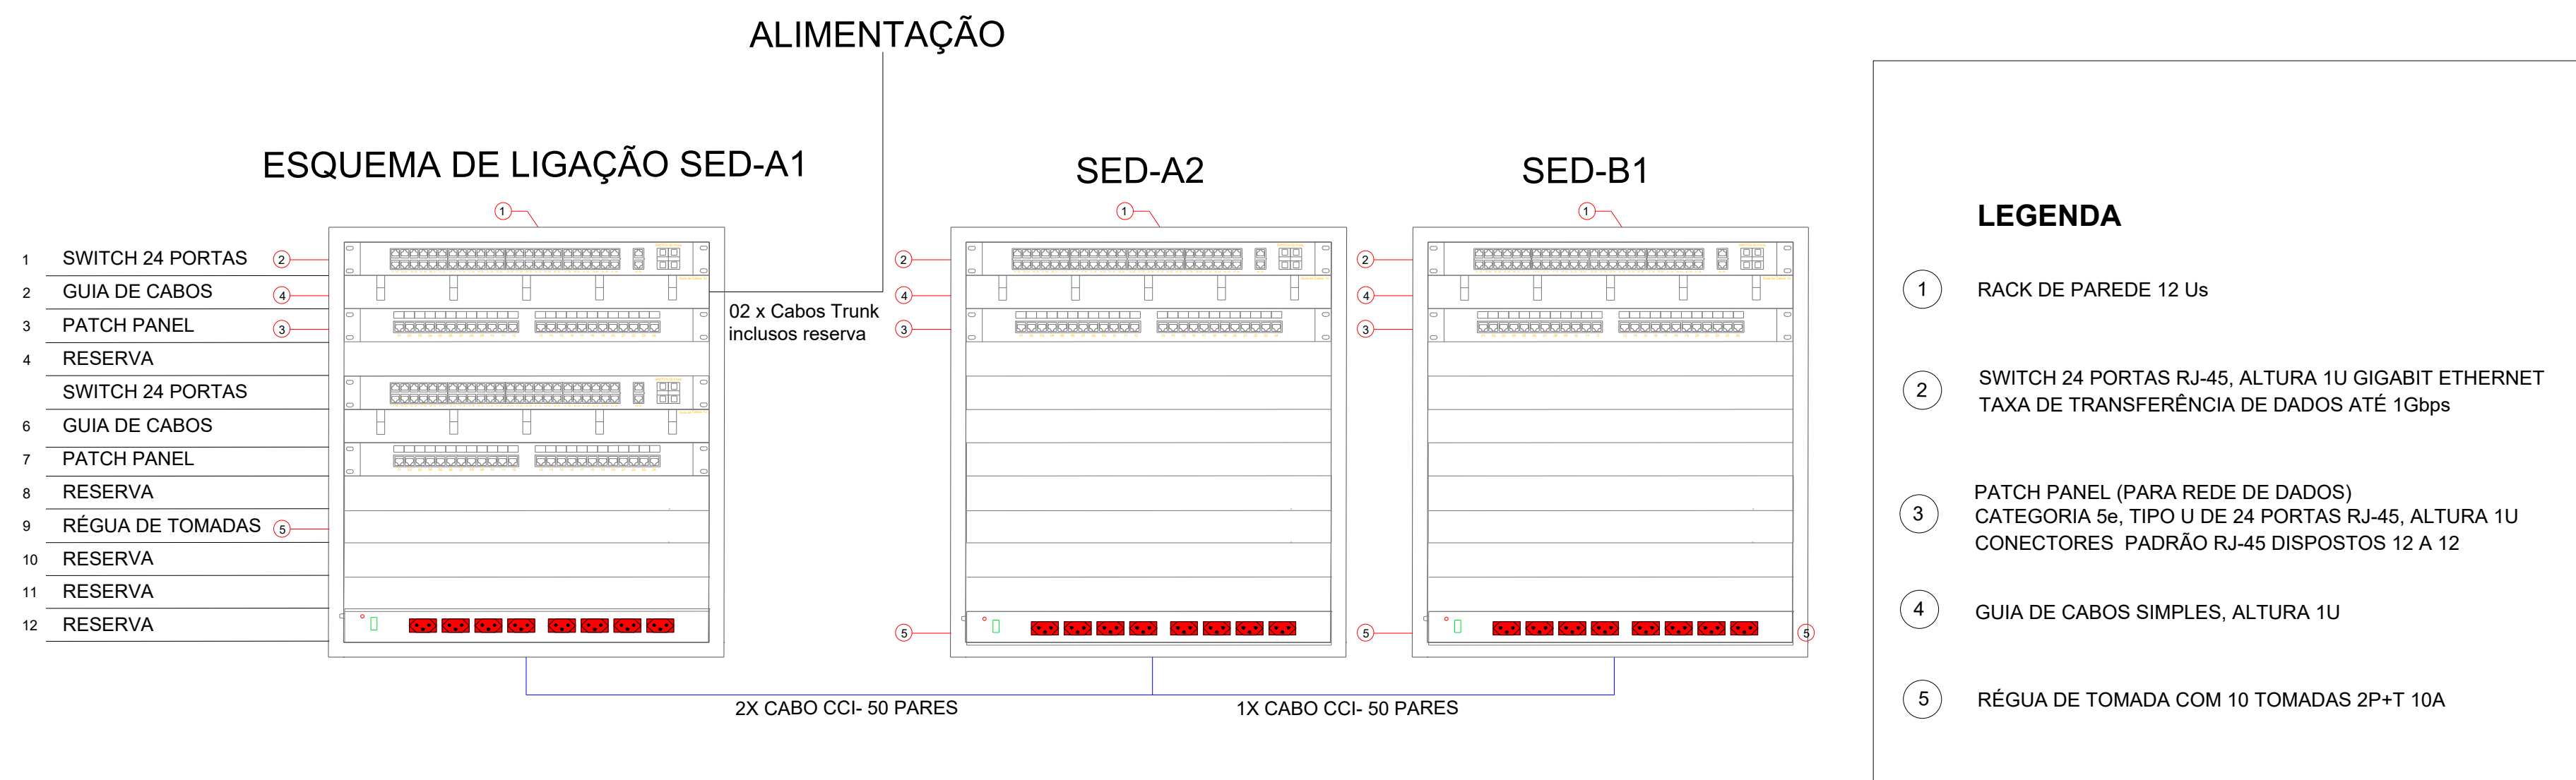 ALIMENTAÇÃO
ESQUEMA DE LIGAÇÃO SED-A1
SED-A2
SED-B1
1
1
1
1 SWITCH 24 PORTAS 2
2 GUIA DE CABOS 4
3 PATCH PANEL 3
4 RESERVA
SWITCH 24 PORTAS
6 GUIA DE CABOS
7 PATCH PANEL
8 RESERVA
9 RÉGUA DE TOMADAS 5
10 RESERVA
11 RESERVA
12 RESERVA
02 x Cabos Trunk
inclusos reserva
2
4
3
5
2
4
3
5
5
2X CABO CCI- 50 PARES
1X CABO CCI- 50 PARES
LEGENDA
1 RACK DE PAREDE 12 Us
2 SWITCH 24 PORTAS RJ-45, ALTURA 1U GIGABIT ETHERNET
TAXA DE TRANSFERÊNCIA DE DADOS ATÉ 1Gbps
3 PATCH PANEL (PARA REDE DE DADOS)
CATEGORIA 5e, TIPO U DE 24 PORTAS RJ-45, ALTURA 1U
CONECTORES PADRÃO RJ-45 DISPOSTOS 12 A 12
4 GUIA DE CABOS SIMPLES, ALTURA 1U
5 RÉGUA DE TOMADA COM 10 TOMADAS 2P+T 10A